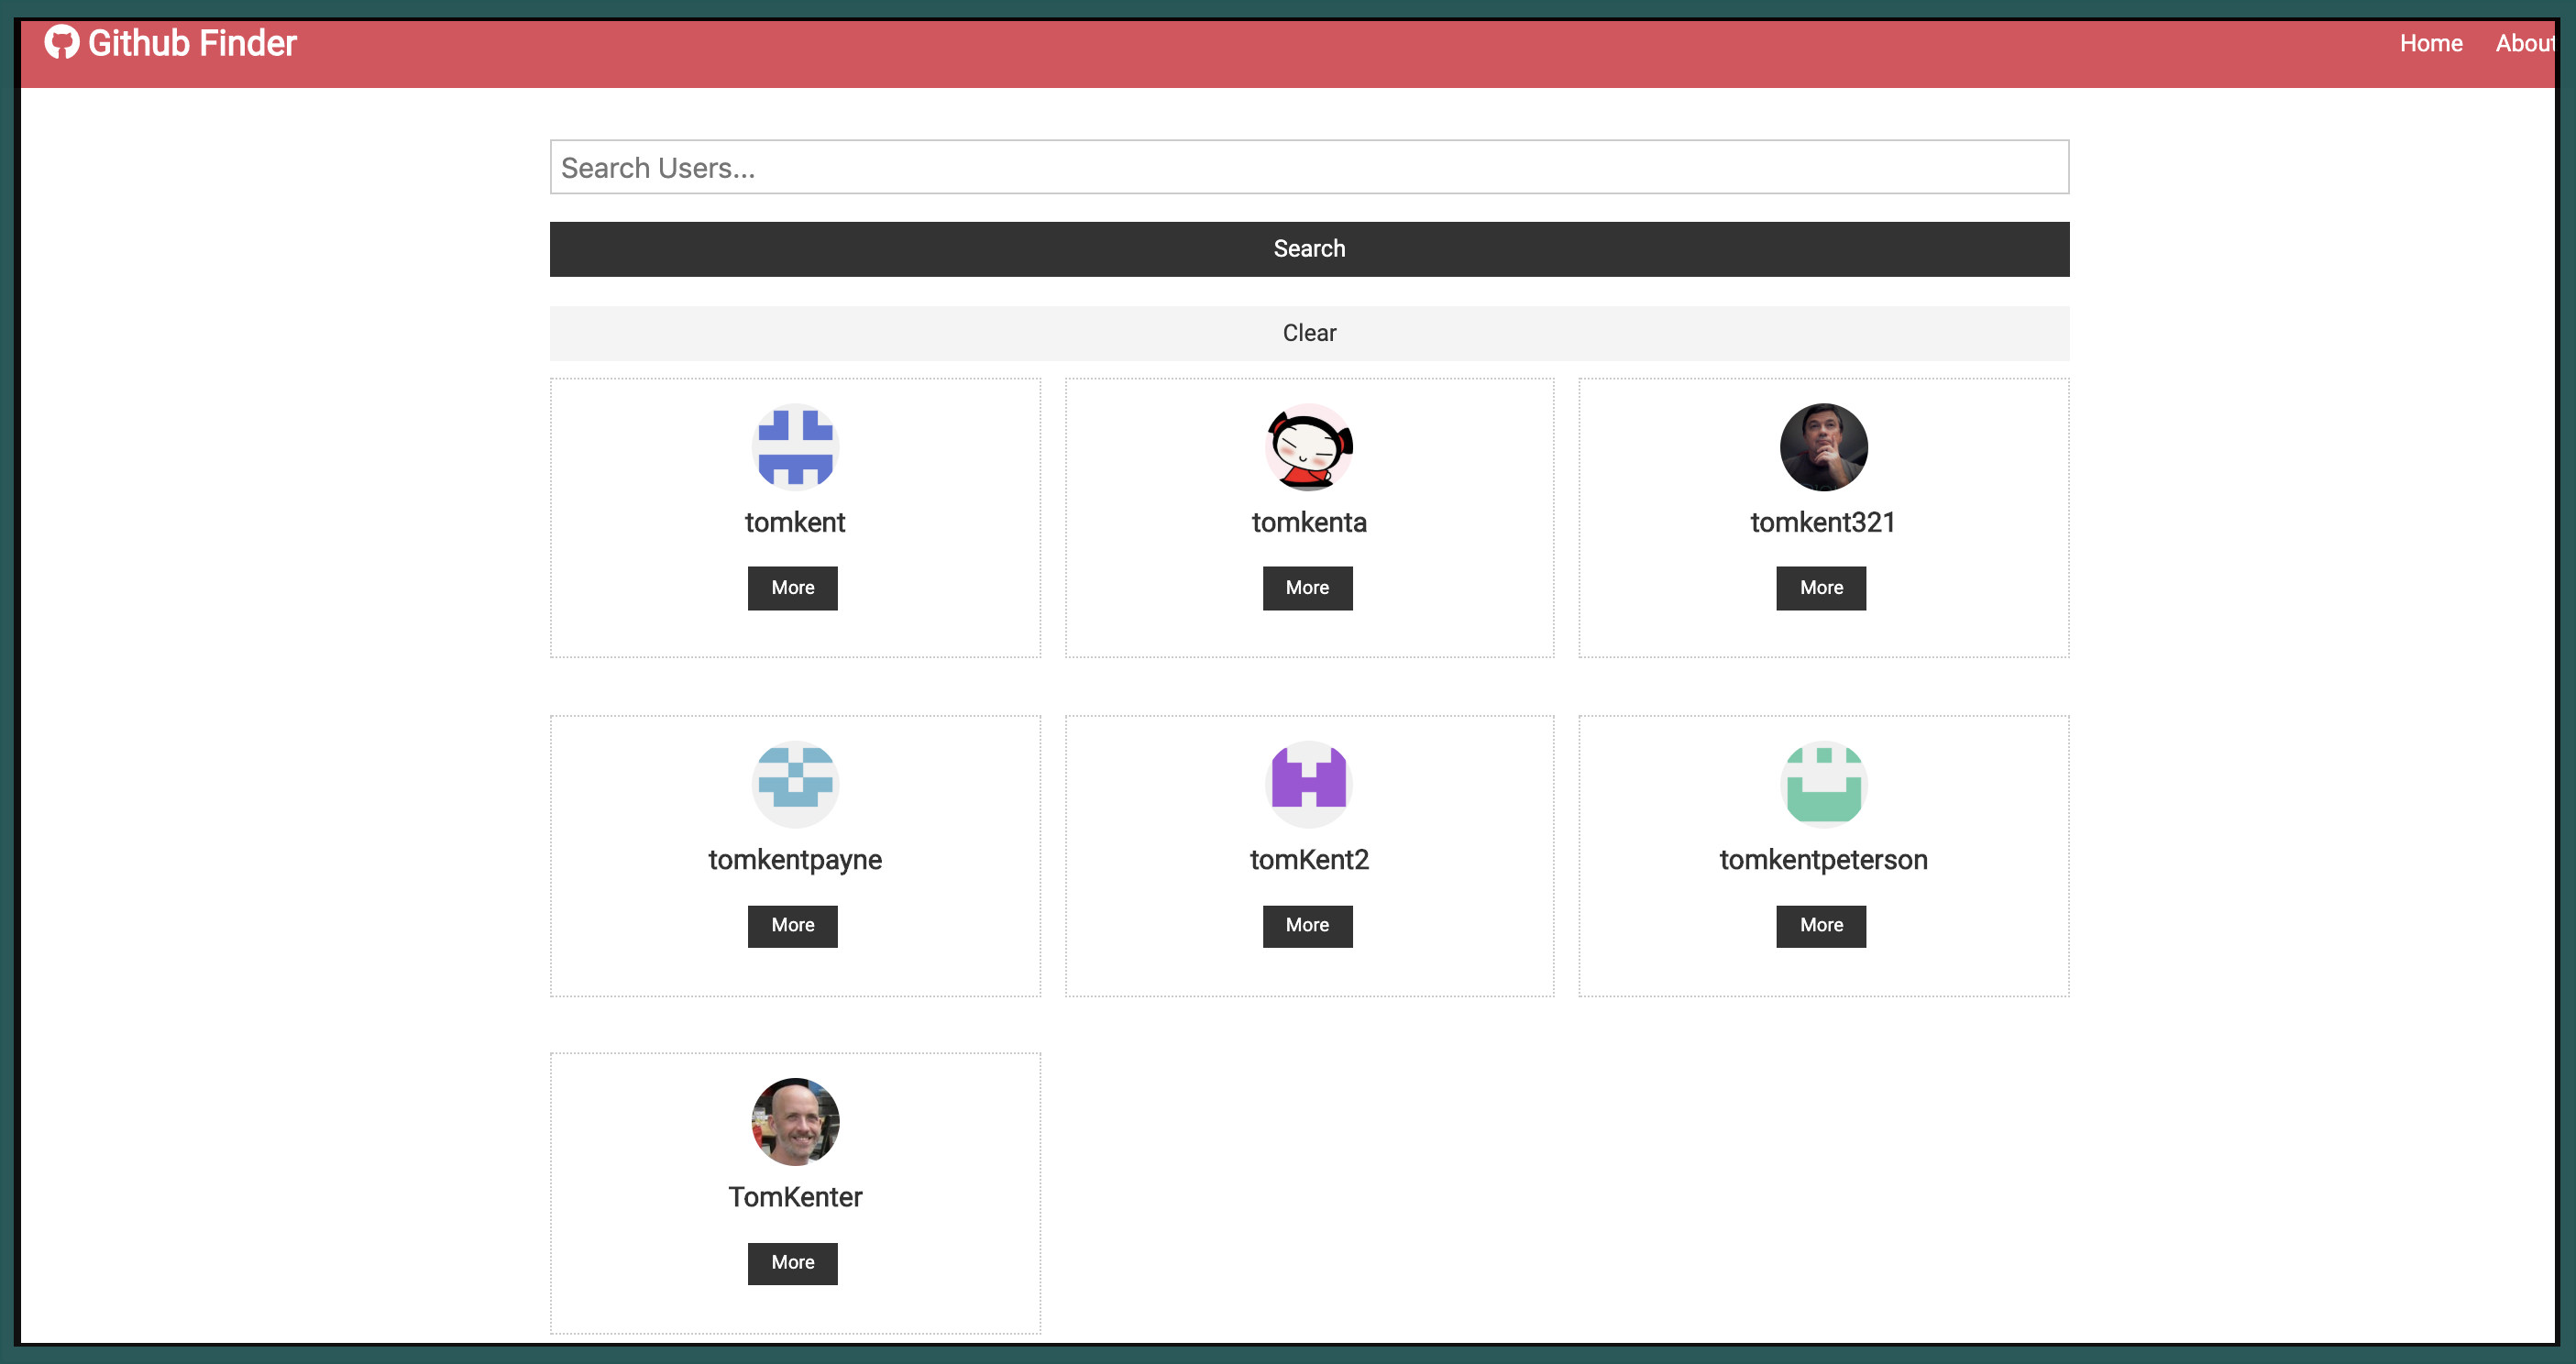 Github Finder
Home
About
Search Users...
Search
Clear
tomkent
tomkenta
tomkent321
More
More
More
tomkentpayne
tomKent2
tomkentpeterson
More
More
More
TomKenter
More